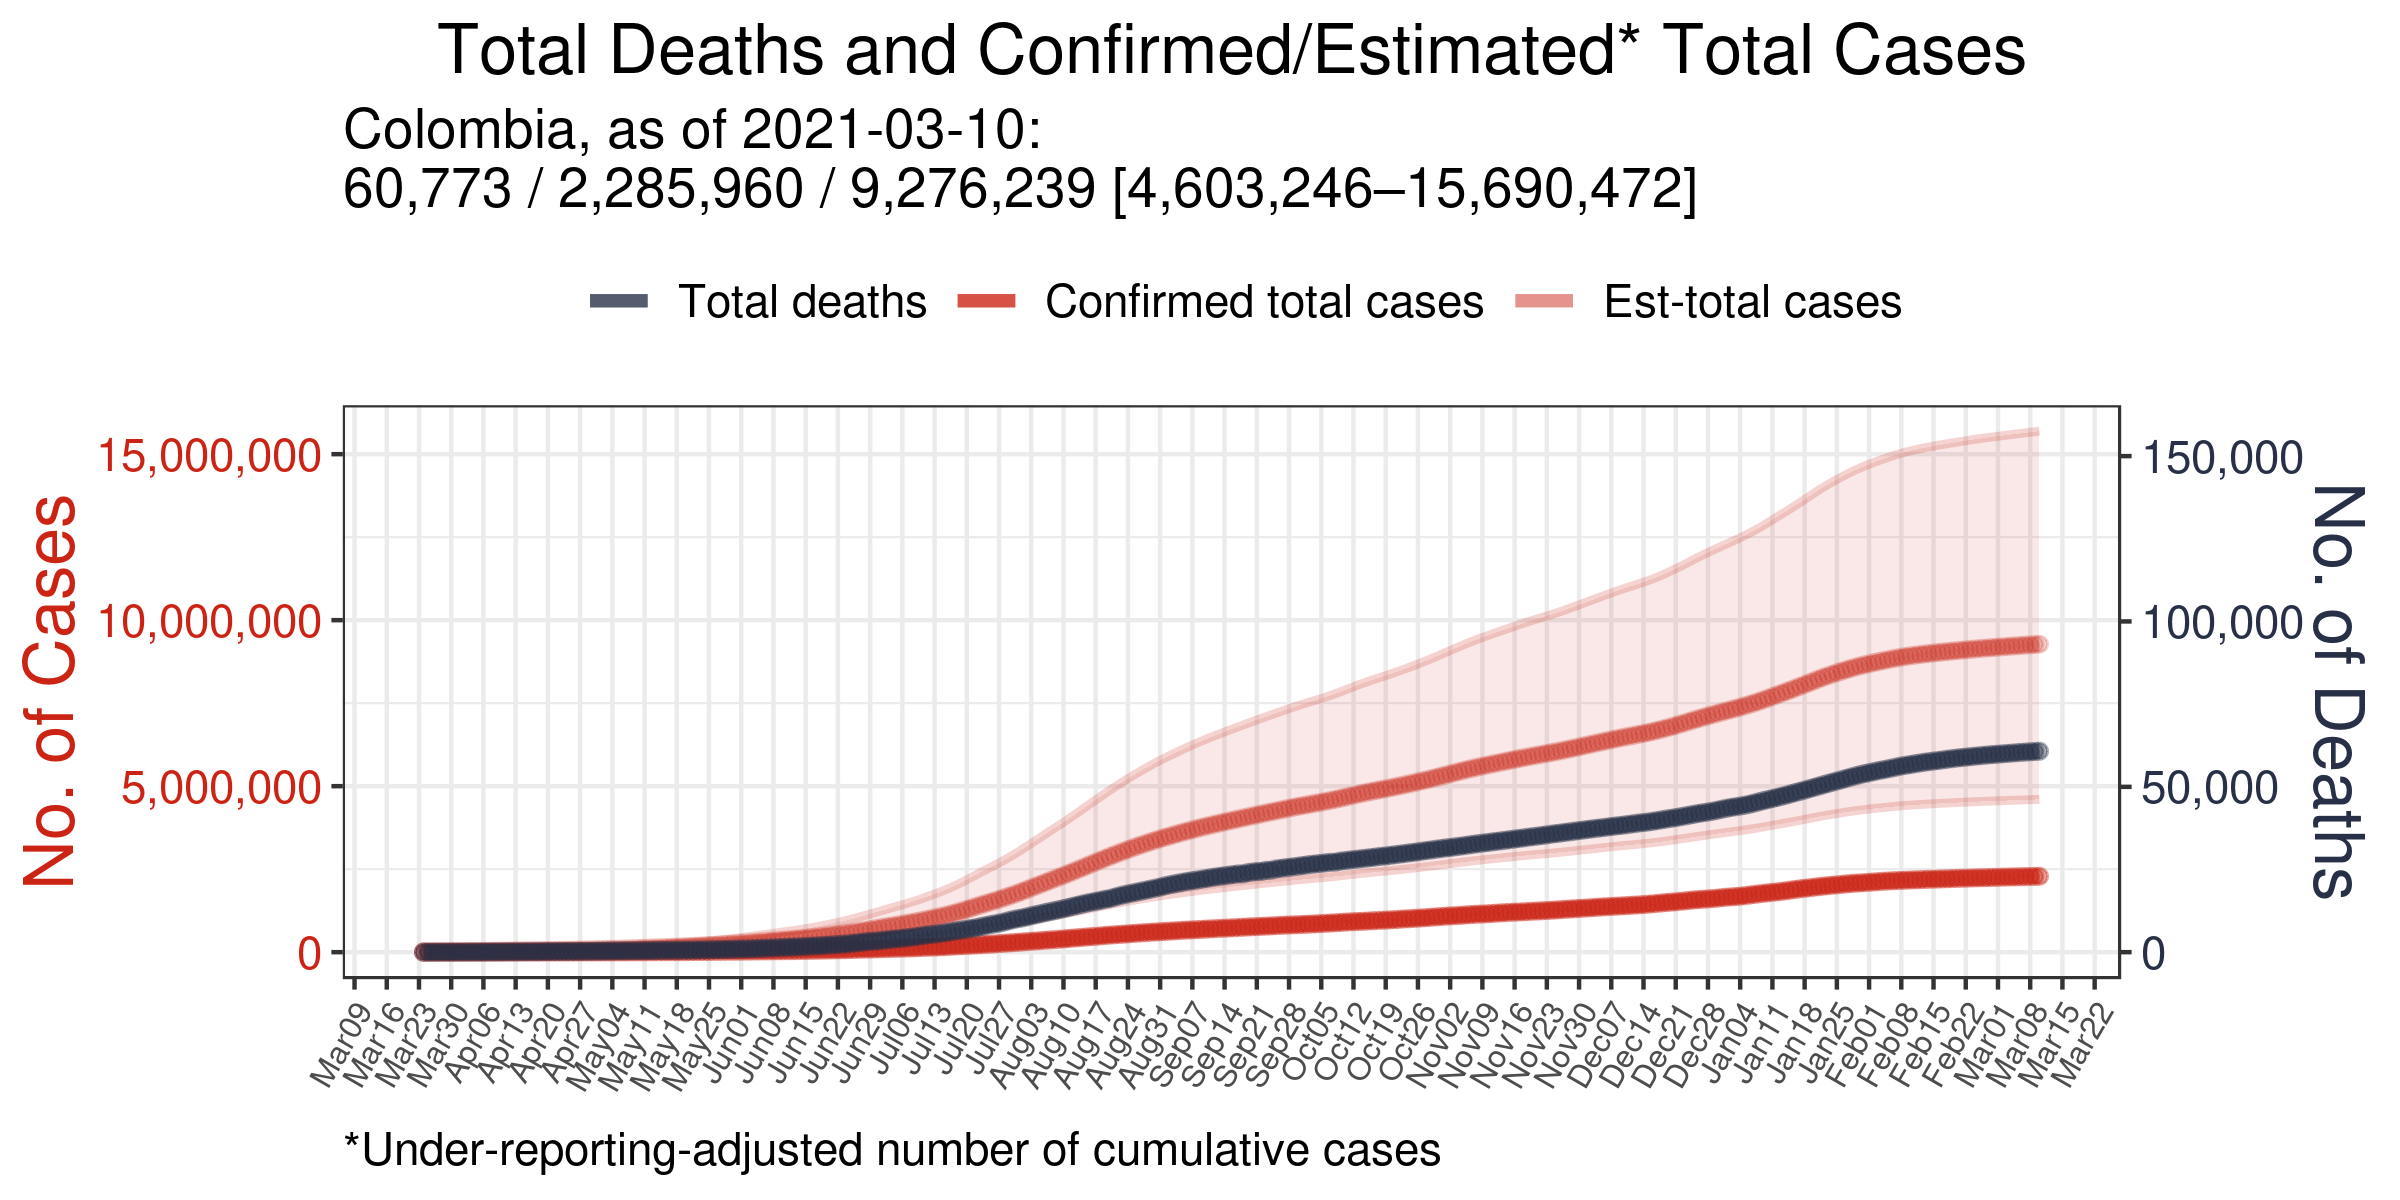 Total Deaths and Confirmed/Estimated* Total Cases
Colombia, as of 2021-03-10:
60,773 / 2,285,960 / 9,276,239 [4,603,246–15,690,472]
Total deaths
Confirmed total cases
Est-total cases
No. of Cases
15,000,000
10,000,000
5,000,000
0
150,000
100,000
50,000
0
No. of Deaths
Mar09
Mar16
Mar23
Mar30
Apr06
Apr13
Apr20
Apr27
May04
May11
May18
May25
Jun01
Jun08
Jun15
Jun22
Jun29
Jul06
Jul13
Jul20
Jul27
Aug03
Aug10
Aug17
Aug24
Aug31
Sep07
Sep14
Sep21
Sep28
Oct05
Oct12
Oct19
Oct26
Nov02
Nov09
Nov16
Nov23
Nov30
Dec07
Dec14
Dec21
Dec28
Jan04
Jan11
Jan18
Jan25
Feb01
Feb08
Feb15
Feb22
Mar01
Mar08
Mar15
Mar22
*Under-reporting-adjusted number of cumulative cases